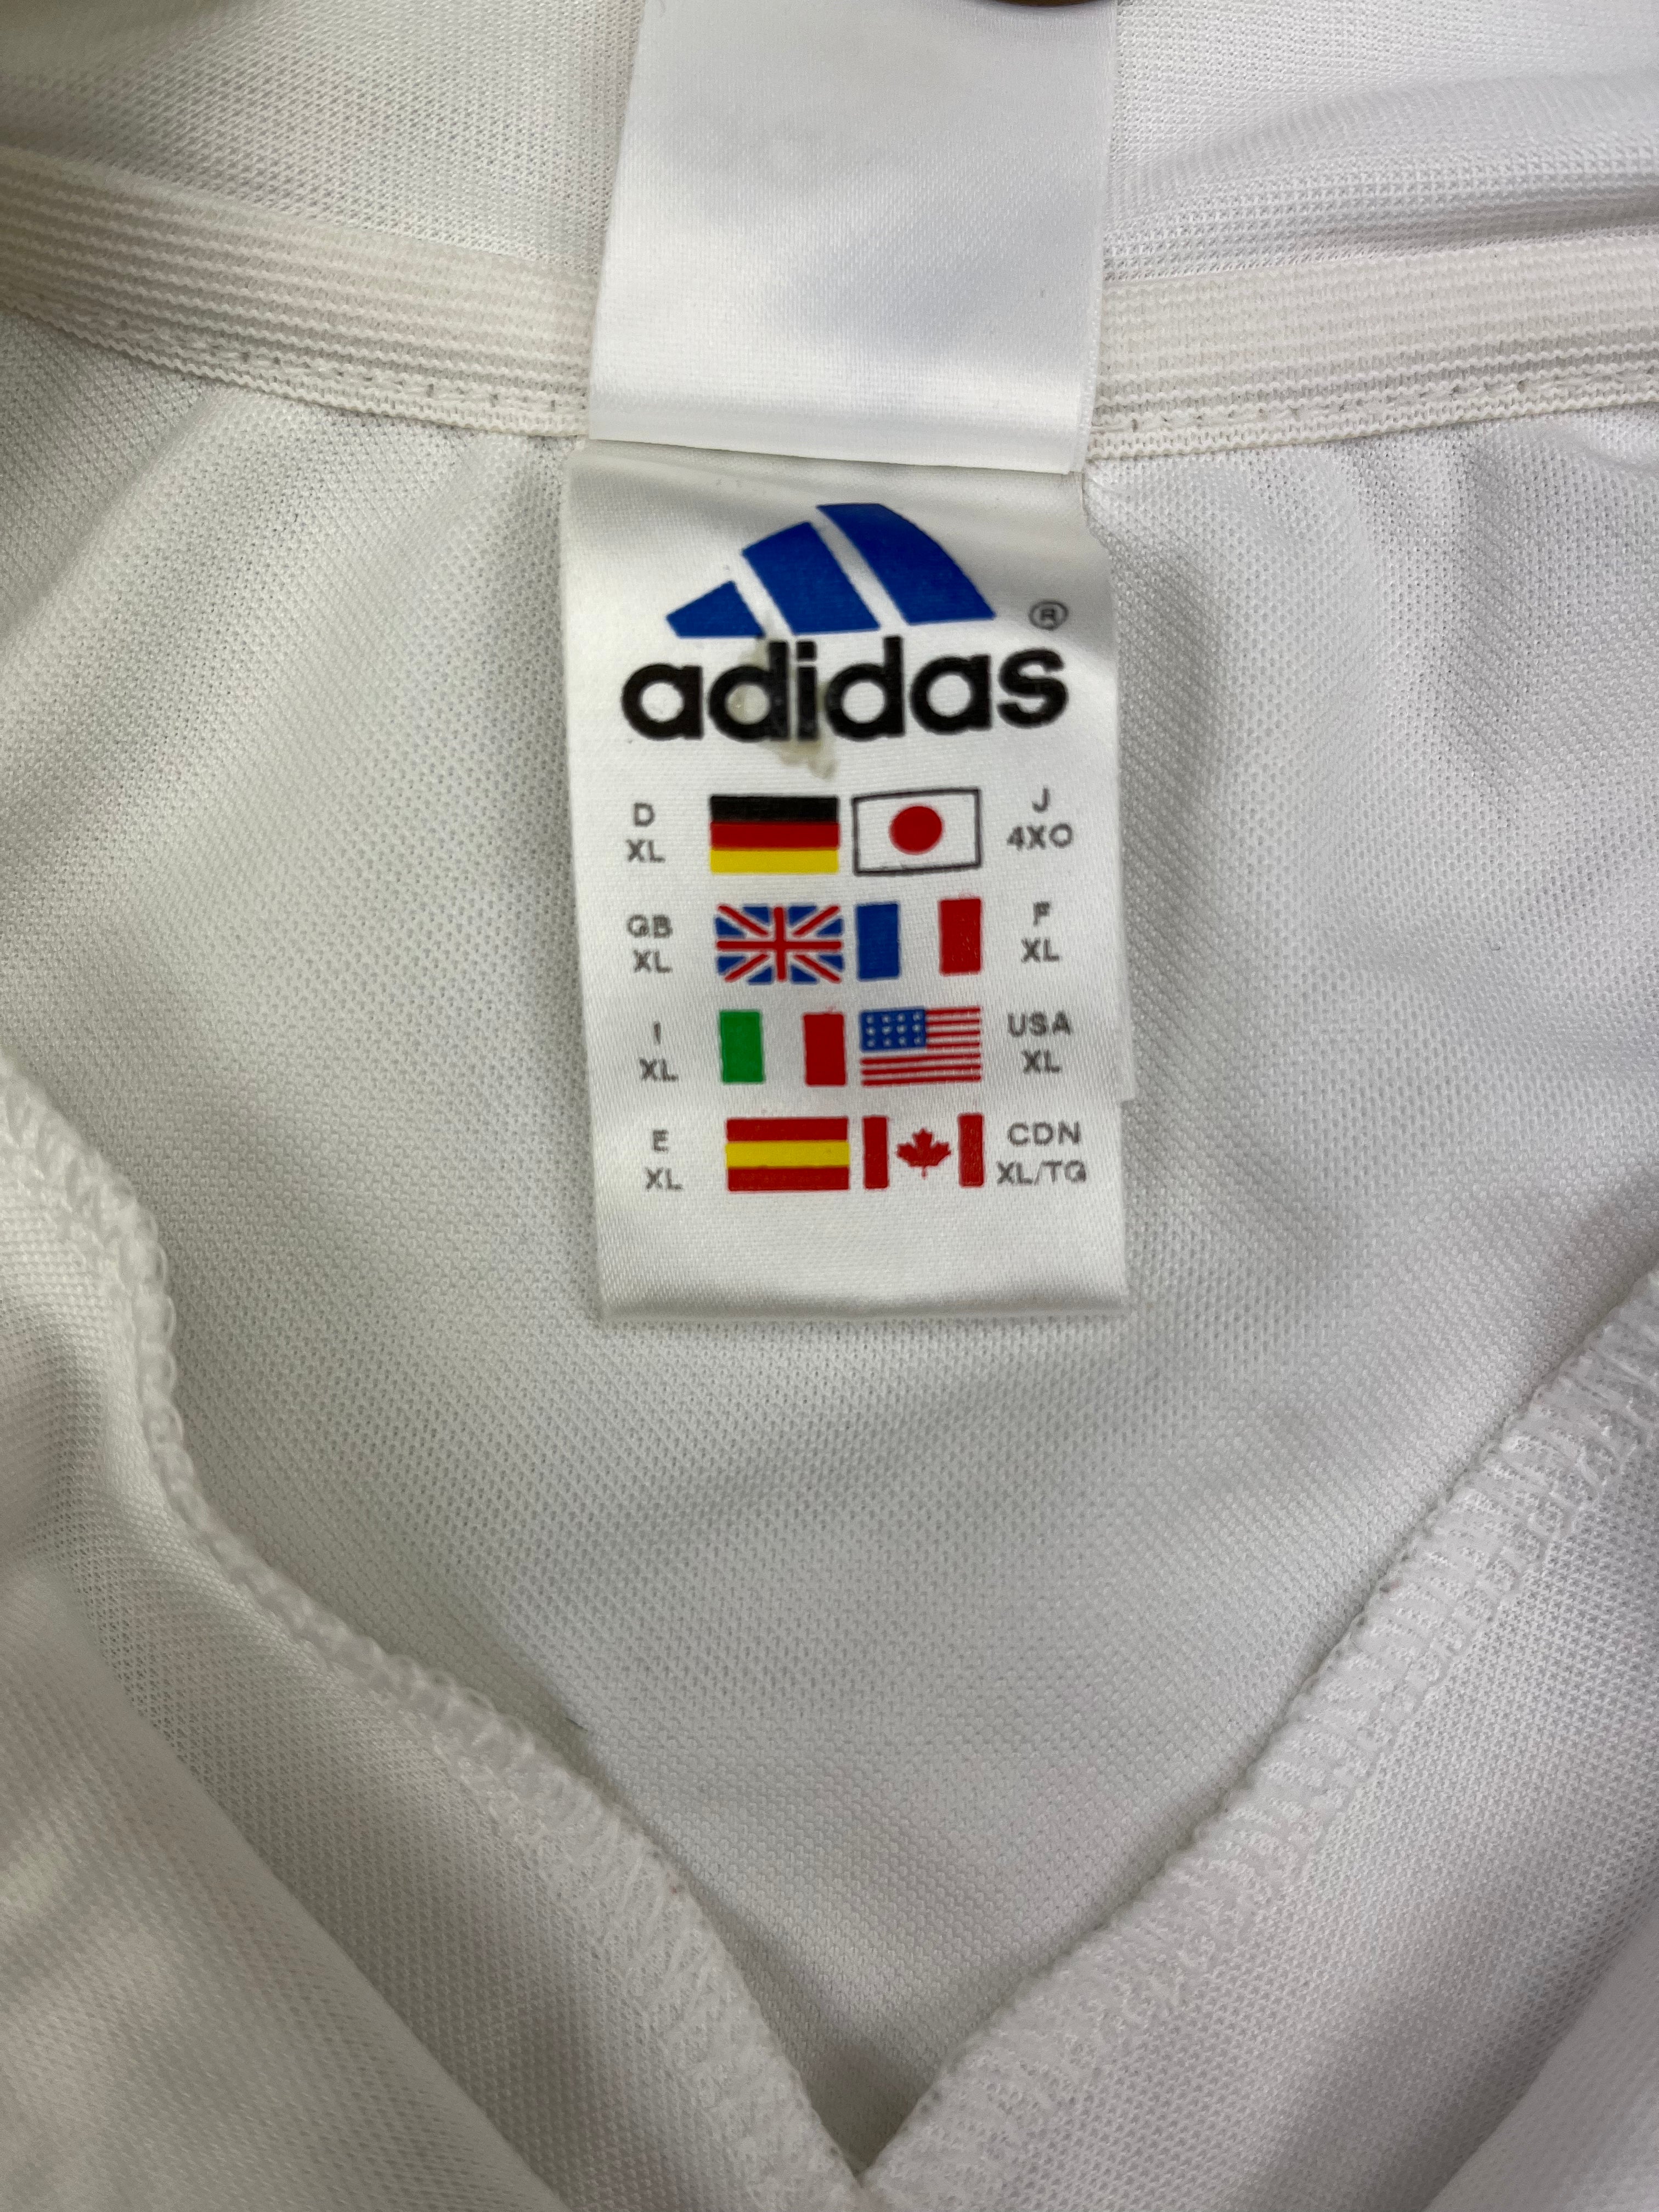 adidas ®
D J
XL 4XO
GB F
XL XL
I USA
XL XL
E CDN
XL XL/TG